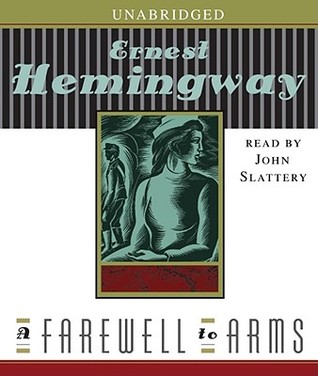 UNABRIDGED
Ernest
Hemingway
READ BY
JOHN
SLATTERY
A FAREWELL to ARMS